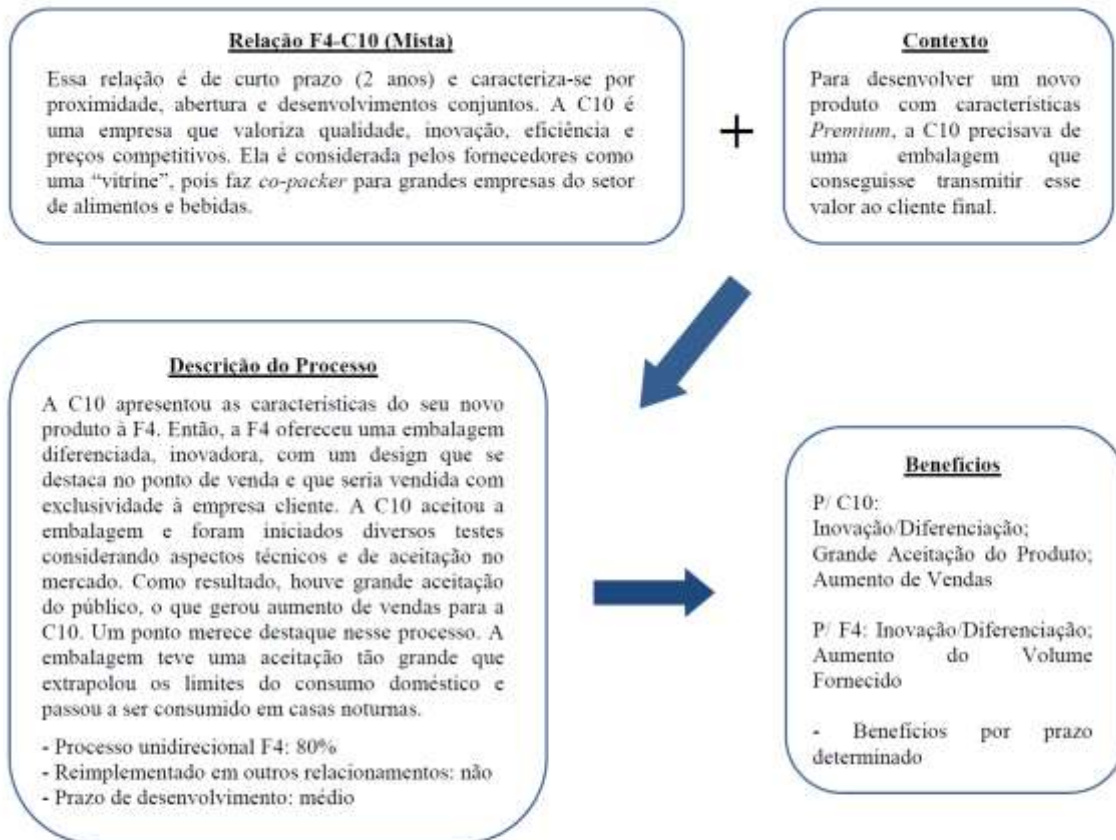 Relação F4-C10 (Mista)
Essa relação é de curto prazo (2 anos) e caracteriza-se por
proximidade, abertura e desenvolvimentos conjuntos. A C10 é
uma empresa que valoriza qualidade, inovação, eficiência e
preços competitivos. Ela é considerada pelos fornecedores como
uma “vitrine”, pois faz co-packer para grandes empresas do setor
de alimentos e bebidas.
+
Contexto
Para desenvolver um novo
produto com características
Premium, a C10 precisava de
uma embalagem que
conseguisse transmitir esse
valor ao cliente final.
Descrição do Processo
A C10 apresentou as características do seu novo
produto à F4. Então, a F4 ofereceu uma embalagem
diferenciada, inovadora, com um design que se
destaca no ponto de venda e que seria vendida com
exclusividade à empresa cliente. A C10 aceitou a
embalagem e foram iniciados diversos testes
considerando aspectos técnicos e de aceitação no
mercado. Como resultado, houve grande aceitação
do público, o que gerou aumento de vendas para a
C10. Um ponto merece destaque nesse processo. A
embalagem teve uma aceitação tão grande que
extrapolou os limites do consumo doméstico e
passou a ser consumido em casas noturnas.
- Processo unidirecional F4: 80%
- Reimplementado em outros relacionamentos: não
- Prazo de desenvolvimento: médio
Benefícios
P/ C10:
Inovação/Diferenciação;
Grande Aceitação do Produto;
Aumento de Vendas
P/ F4: Inovação/Diferenciação;
Aumento do Volume
Fornecido
- Benefícios por prazo
determinado